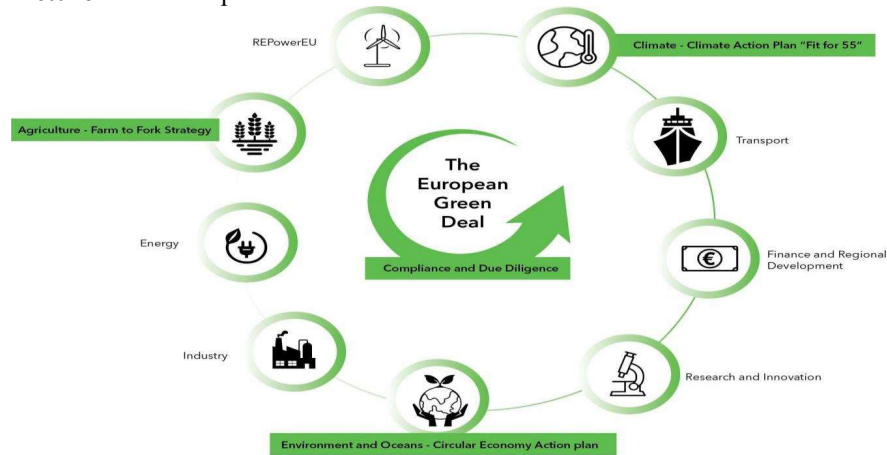 REPowerEU
Climate - Climate Action Plan "Fit for 55"
Agriculture - Farm to Fork Strategy
The
European
Green
Deal
Transport
Energy
Compliance and Due Diligence
Finance and Regional
Development
Industry
Research and Innovation
Environment and Oceans - Circular Economy Action plan